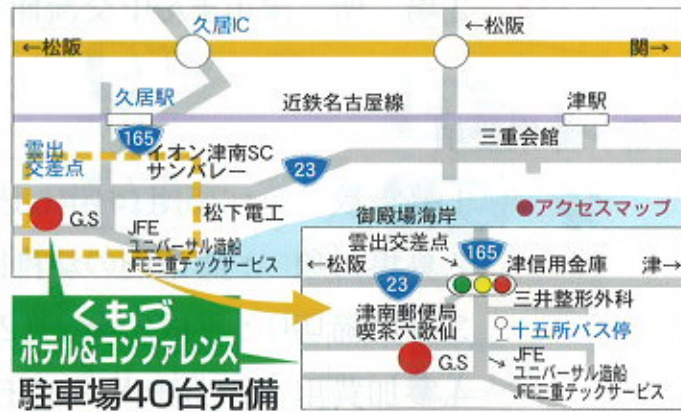 久居IC
←松阪
←松阪
関→
久居駅
近鉄名古屋線
津駅
165
三重会館
雲出
交差点
イオン津南SC
サンバレー
23
松下電工
G.S
JFE
ユニバーサル造船
JFE三重テックサービス
御殿場海岸
●アクセスマップ
雲出交差点
165
津信用金庫
←松阪
津→
23
三井整形外科
津南郵便局
喫茶六歌仙
十五所バス停
G.S
JFE
ユニバーサル造船
JFE三重テックサービス
くもづ
ホテル&コンファレンス
駐車場40台完備